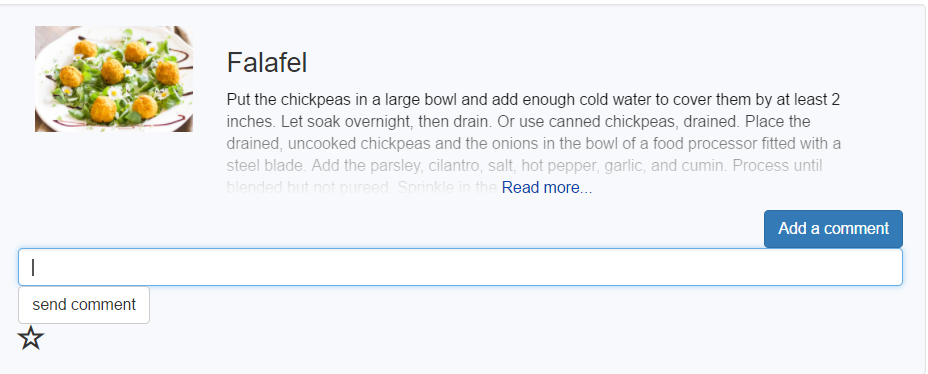 Falafel
Put the chickpeas in a large bowl and add enough cold water to cover them by at least 2
inches. Let soak overnight, then drain. Or use canned chickpeas, drained. Place the
drained, uncooked chickpeas and the onions in the bowl of a food processor fitted with a
steel blade. Add the parsley, cilantro, salt, hot pepper, garlic, and cumin. Process until
blended but not pureed. Sprinkle in the Read more...
Add a comment
send comment